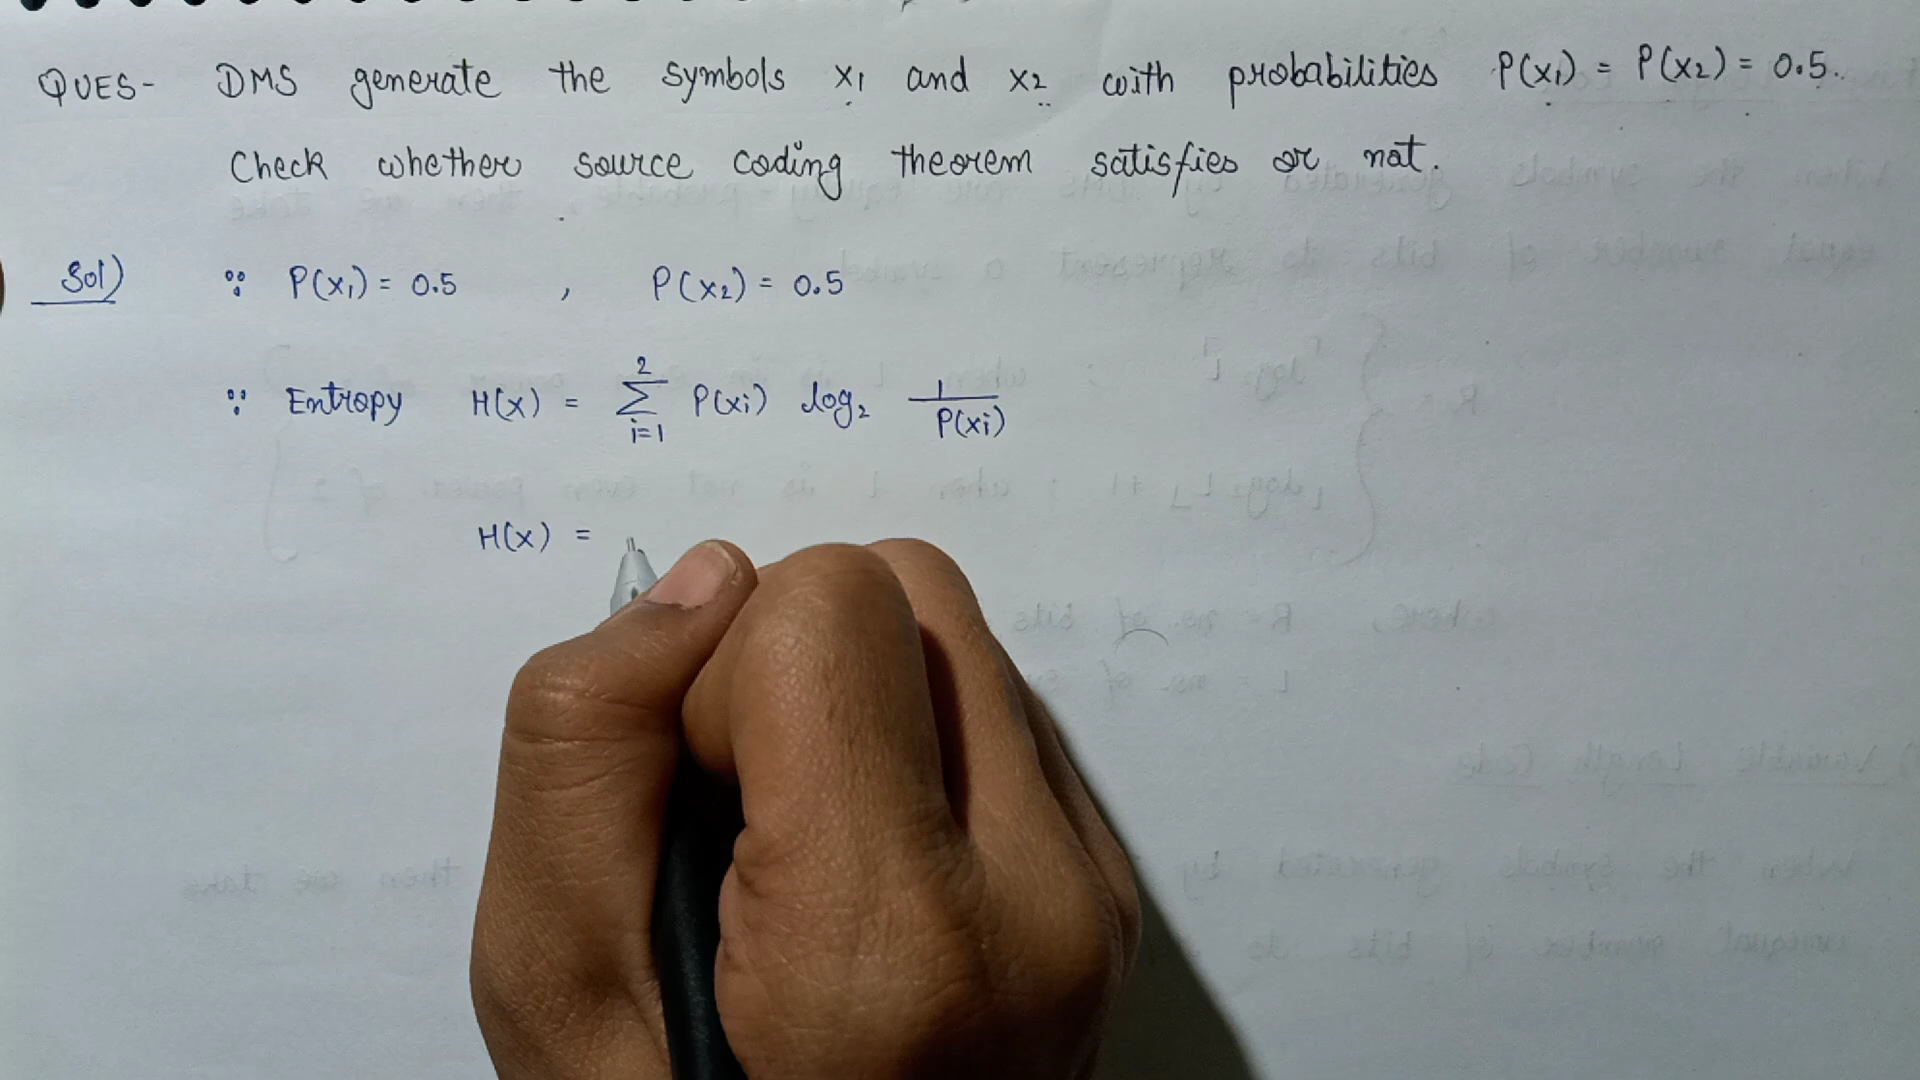 QUES- DMS generate the symbols x₁ and x₂ with probabilities P(x₁) = P(x₂) = 0.5.
Check whether source coding theorem satisfies or not.
Sol) ∵ P(x₁) = 0.5 , P(x₂) = 0.5
∵ Entropy H(x) = ∑_{i=1}^{2} P(xi) log₂ 1/P(xi)
H(x) =